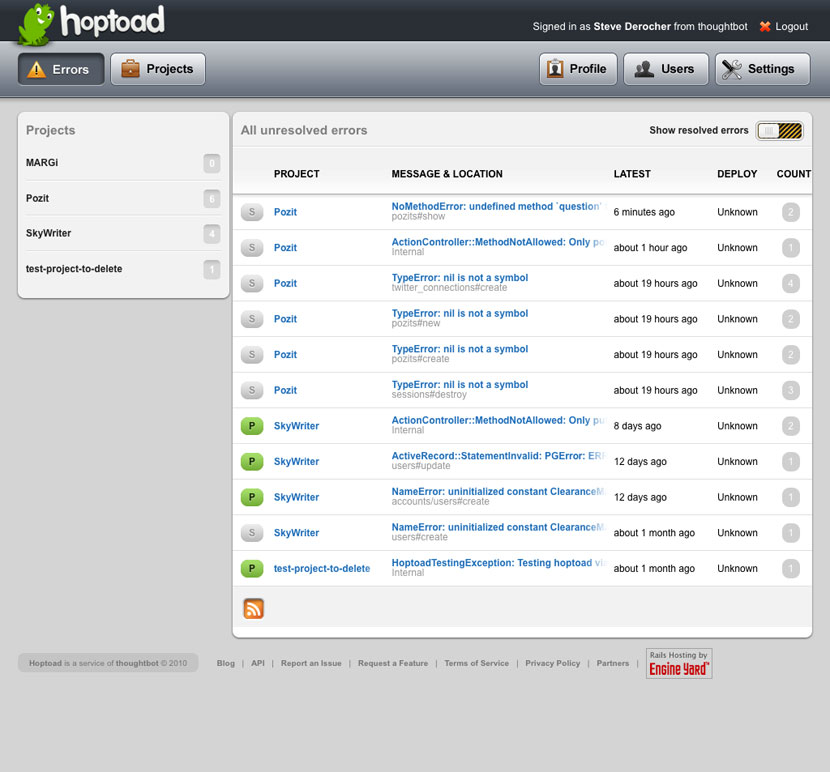 hoptoad
Signed in as Steve Derocher from thoughtbot Logout
Errors Projects Profile Users Settings
Projects
MARGi 0
Pozit 6
SkyWriter 4
test-project-to-delete 1
All unresolved errors Show resolved errors
PROJECT MESSAGE & LOCATION LATEST DEPLOY COUNT
S Pozit NoMethodError: undefined method `question' 6 minutes ago Unknown 2
pozits#show
S Pozit ActionController::MethodNotAllowed: Only po about 1 hour ago Unknown 1
Internal
S Pozit TypeError: nil is not a symbol about 19 hours ago Unknown 4
twitter_connections#create
S Pozit TypeError: nil is not a symbol about 19 hours ago Unknown 2
pozits#new
S Pozit TypeError: nil is not a symbol about 19 hours ago Unknown 2
pozits#create
S Pozit TypeError: nil is not a symbol about 19 hours ago Unknown 3
sessions#destroy
P SkyWriter ActionController::MethodNotAllowed: Only pu 8 days ago Unknown 2
Internal
P SkyWriter ActiveRecord::StatementInvalid: PGError: ERR 12 days ago Unknown 1
users#update
P SkyWriter NameError: uninitialized constant ClearanceM 12 days ago Unknown 1
accounts/users#create
S SkyWriter NameError: uninitialized constant ClearanceM about 1 month ago Unknown 1
users#create
P test-project-to-delete HoptoadTestingException: Testing hoptoad vi about 1 month ago Unknown 1
Internal
Hoptoad is a service of thoughtbot © 2010 Blog | API | Report an Issue | Request a Feature | Terms of Service | Privacy Policy | Partners |
Rails Hosting by
Engine Yard™